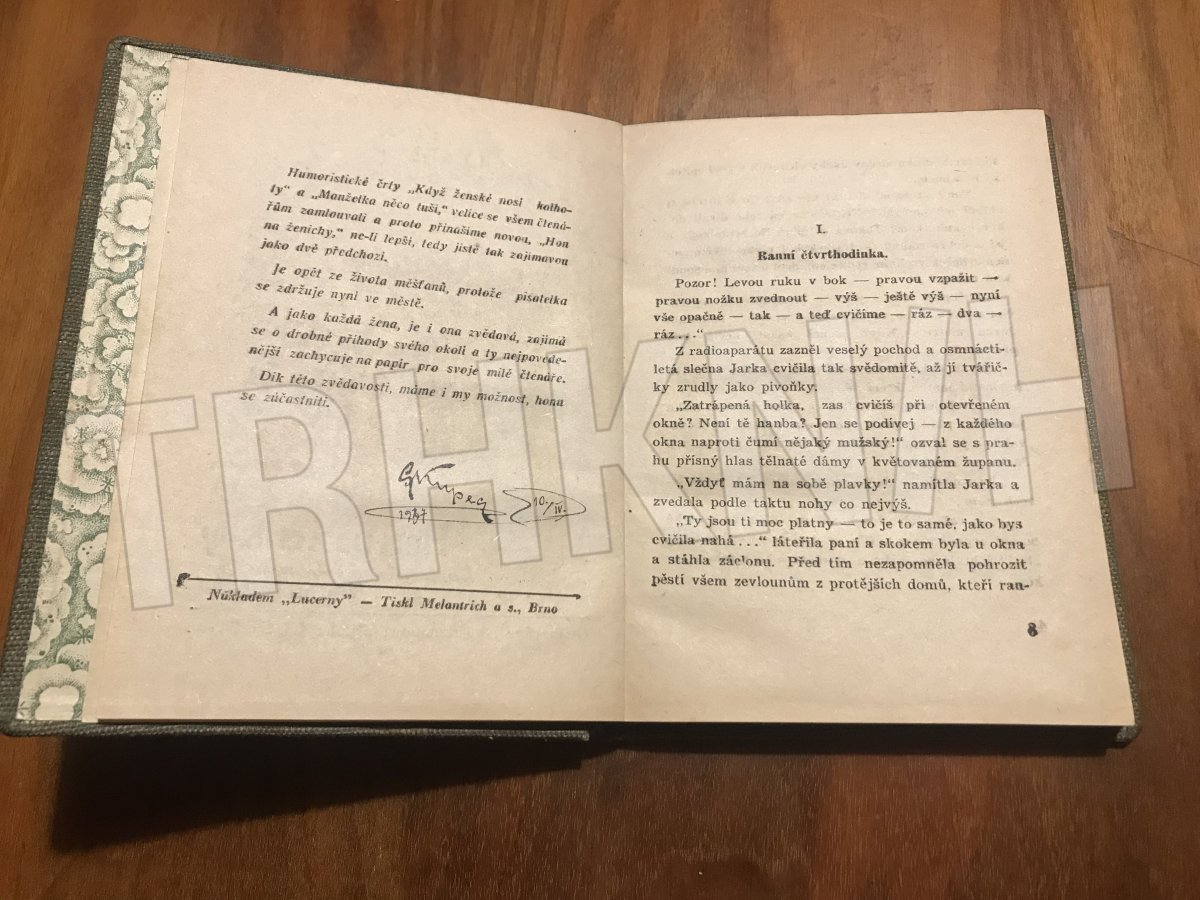 Humoristické črty „Když ženské nosí kalho-
ty“ a „Manželka něco tuší,“ velice se všem čtená-
řům zamlouvali a proto přinašíme novou, „Hon
na ženichy,“ ne-li lepší, tedy jistě tak zajímavou
jako dvě předchozí.
Je opět ze života měšťanů, protože pisatelka
se zdržuje nyní ve městě.
A jako každá žena, je i ona zvědavá, zajímá
se o drobné příhody svého okolí a ty nejpovede-
nější zachycuje na papír pro svoje milé čtenáře.
Dík této zvědavosti, máme i my možnost, hona
se zúčastniti.
Kupec
1937 10./IV.
Nákladem „Lucerny” — Tiskl Melantrich a s., Brno
I.
Ranní čtvrthodinka.
Pozor! Levou ruku v bok — pravou vzpažit —
pravou nožku zvednout — výš — ještě výš — nyní
vše opačně — tak — a teď cvičíme — ráz — dva —
ráz . . .“
Z radioaparátu zazněl veselý pochod a osmnácti-
letá slečna Jarka cvičila tak svědomitě, až jí tvářič-
ky zrudly jako pivoňky.
„Zatrápená holka, zas cvičíš při otevřeném
okně? Není tě hanba? Jen se podívej — z každého
okna naproti čumí nějaký mužský!“ ozval se s pra-
hu přísný hlas tělnaté dámy v květovaném županu.
„Vždyť mám na sobě plavky!“ namítla Jarka a
zvedala podle taktu nohy co nejvýš.
„Ty jsou ti moc platny — to je to samé, jako bys
cvičila nahá . . .“ láteřila paní a skokem byla u okna
a stáhla záclonu. Před tím nezapomněla pohrozit
pěstí všem zevlounům z protějších domů, kteří ran-
TRHKNIH